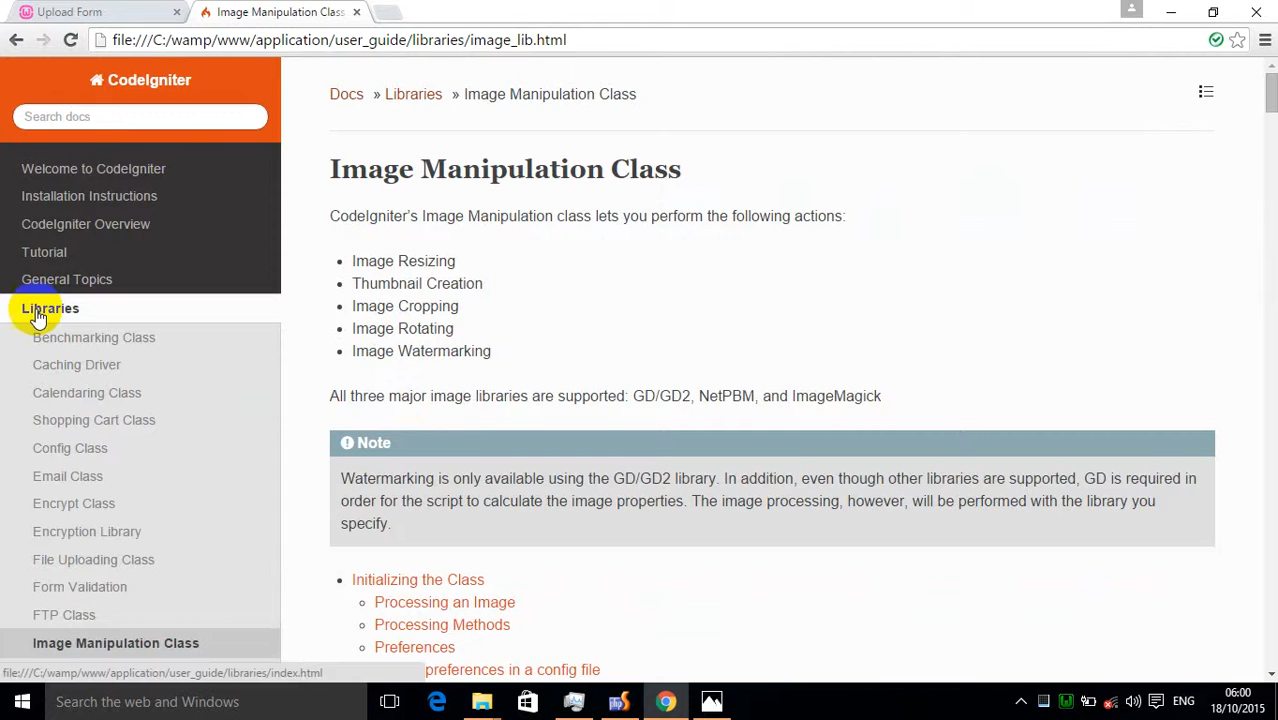 Upload Form
Image Manipulation Class
file:///C:/wamp/www/application/user_guide/libraries/image_lib.html
CodeIgniter
Search docs
Welcome to CodeIgniter
Installation Instructions
CodeIgniter Overview
Tutorial
General Topics
Libraries
Benchmarking Class
Caching Driver
Calendaring Class
Shopping Cart Class
Config Class
Email Class
Encrypt Class
Encryption Library
File Uploading Class
Form Validation
FTP Class
Image Manipulation Class
Docs » Libraries » Image Manipulation Class
Image Manipulation Class
CodeIgniter's Image Manipulation class lets you perform the following actions:
• Image Resizing
• Thumbnail Creation
• Image Cropping
• Image Rotating
• Image Watermarking
All three major image libraries are supported: GD/GD2, NetPBM, and ImageMagick
Note
Watermarking is only available using the GD/GD2 library. In addition, even though other libraries are supported, GD is required in
order for the script to calculate the image properties. The image processing, however, will be performed with the library you
specify.
• Initializing the Class
Processing an Image
Processing Methods
Preferences
preferences in a config file
file:///C:/wamp/www/application/user_guide/libraries/index.html
Search the web and Windows
ENG
06:00
18/10/2015